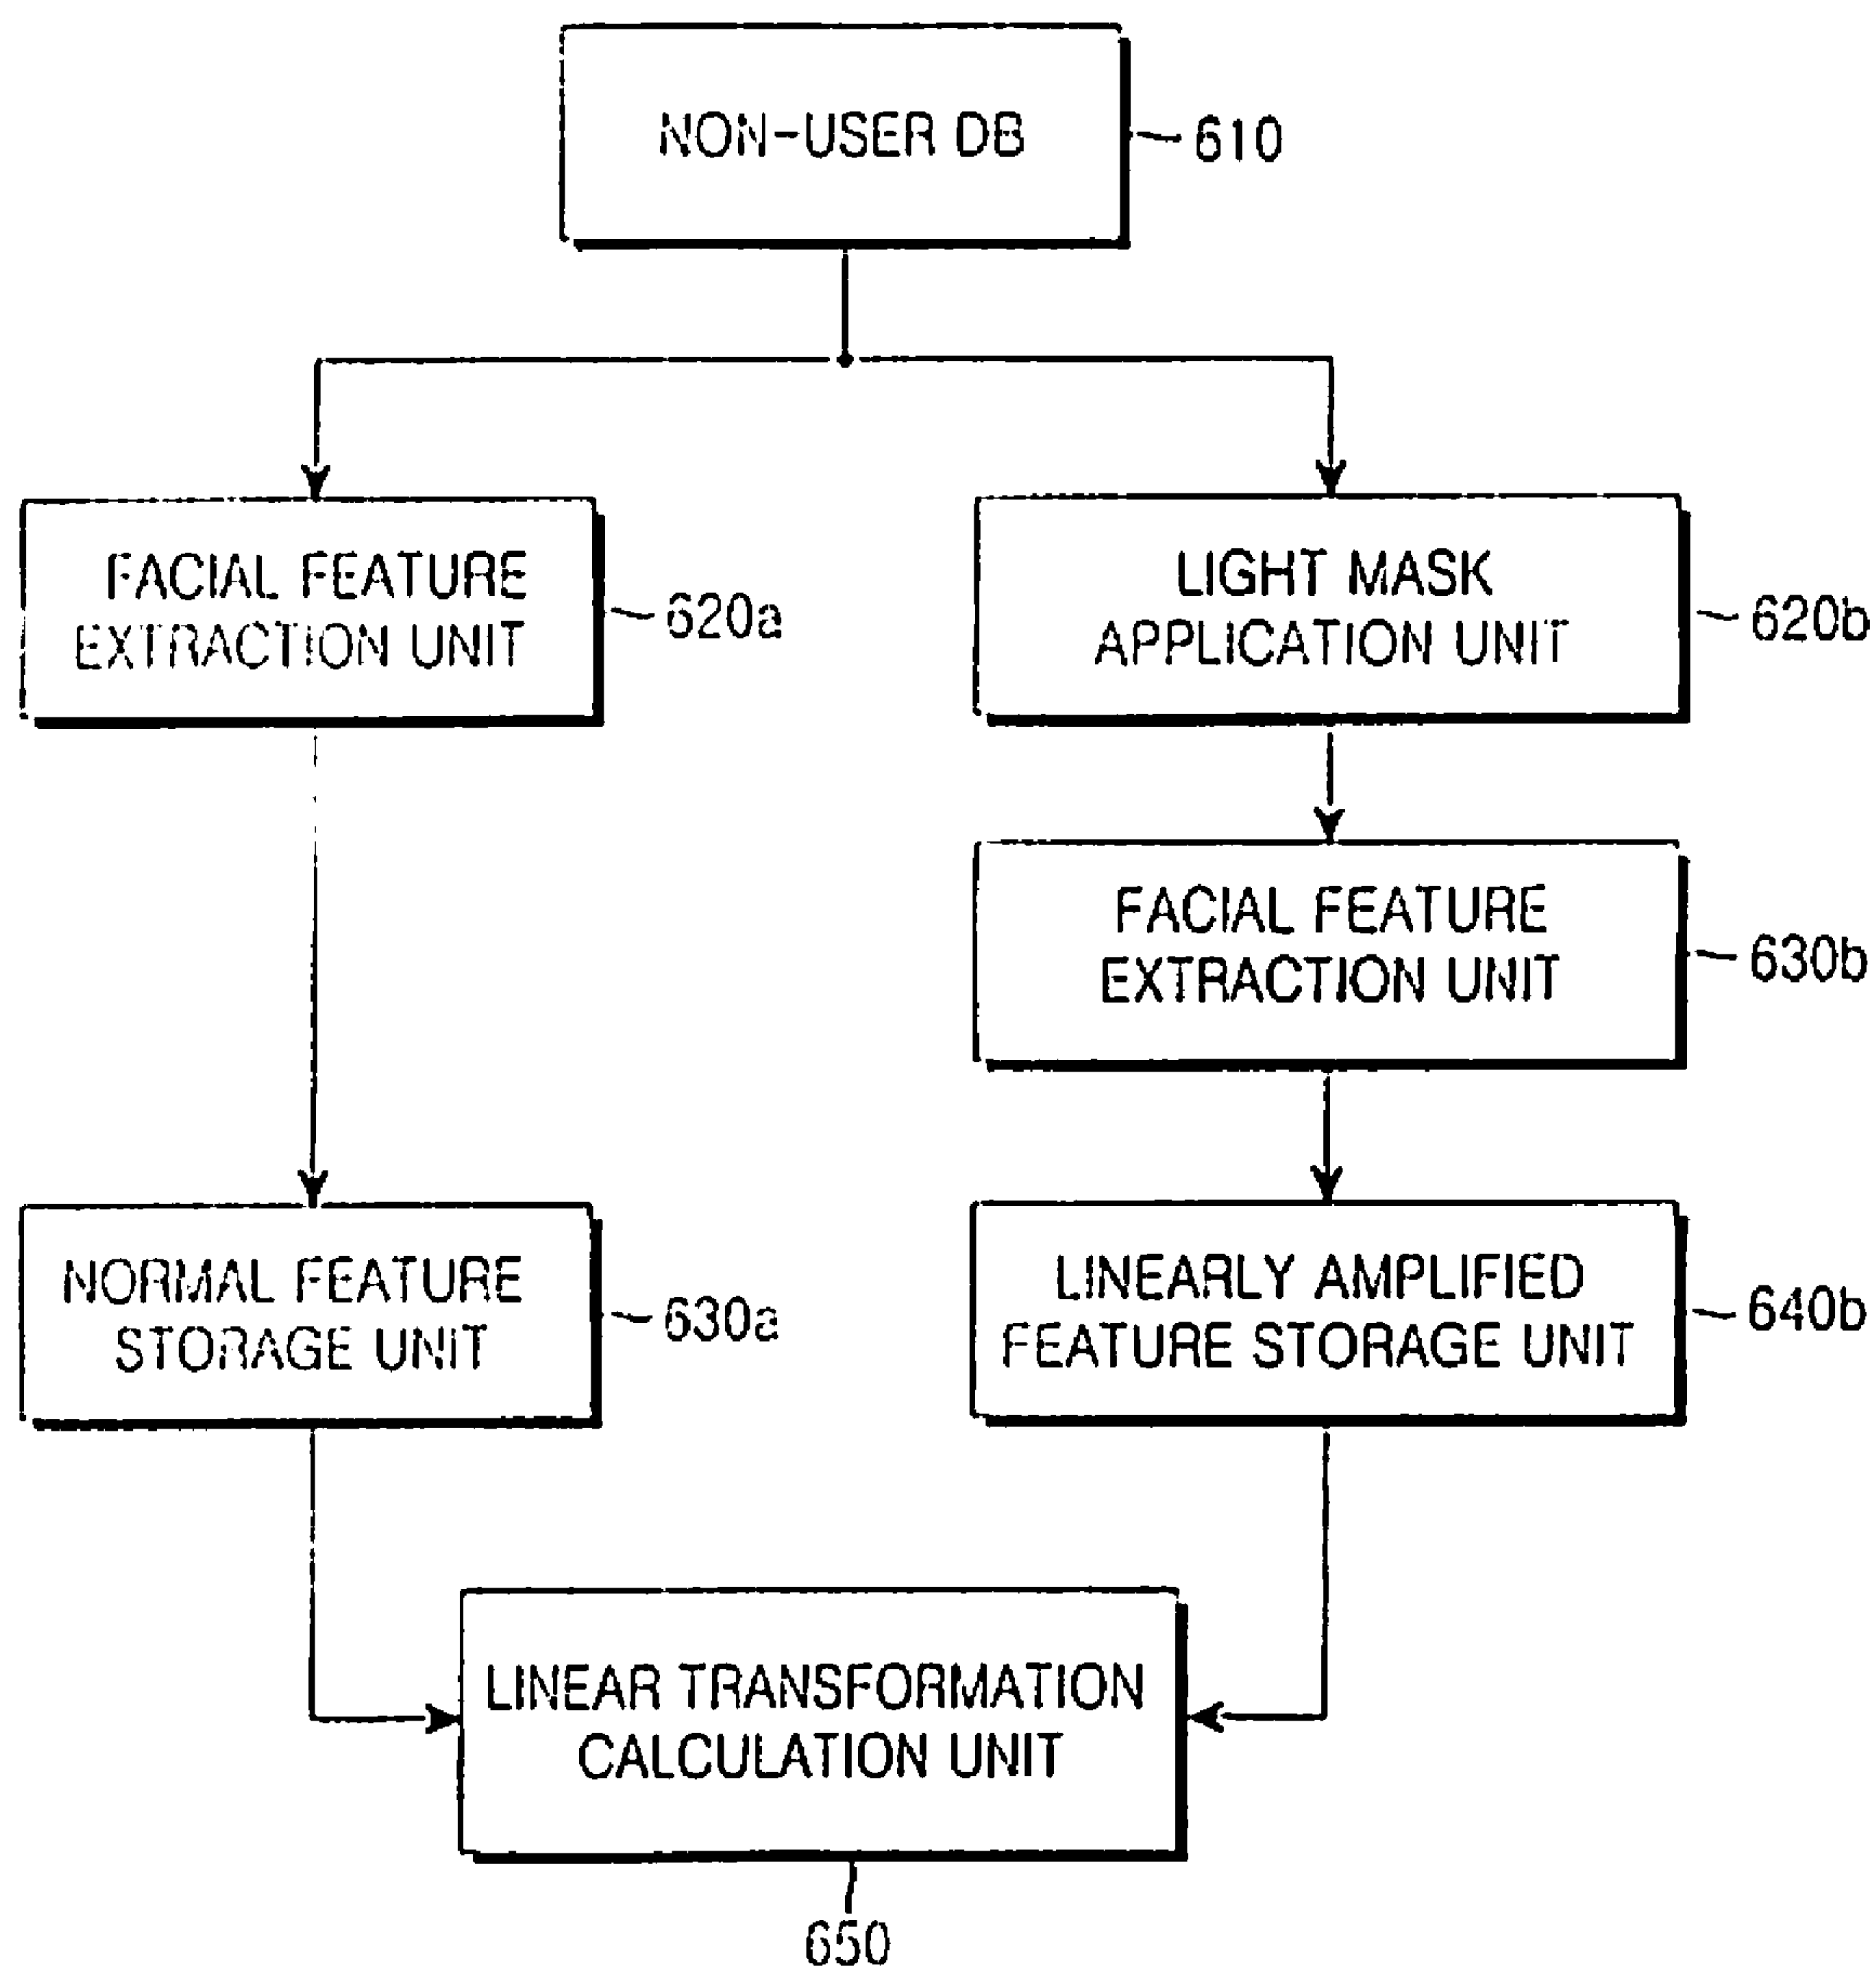 NON-USER DB
610
FACIAL FEATURE
EXTRACTION UNIT
620a
LIGHT MASK
APPLICATION UNIT
620b
FACIAL FEATURE
EXTRACTION UNIT
630b
NORMAL FEATURE
STORAGE UNIT
630a
LINEARLY AMPLIFIED
FEATURE STORAGE UNIT
640b
LINEAR TRANSFORMATION
CALCULATION UNIT
650